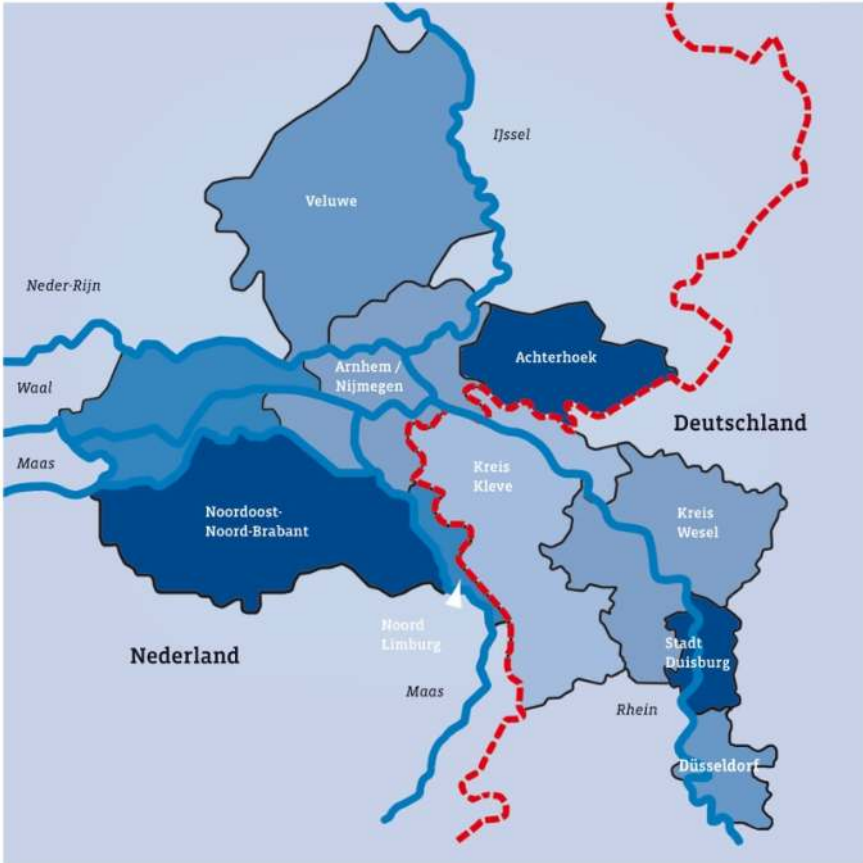 IJssel
Veluwe
Neder-Rijn
Waal
Maas
Arnhem /
Nijmegen
Achterhoek
Deutschland
Kreis
Kleve
Kreis
Wesel
Noordoost-
Noord-Brabant
Noord
Limburg
Nederland
Maas
Stadt
Duisburg
Rhein
Düsseldorf